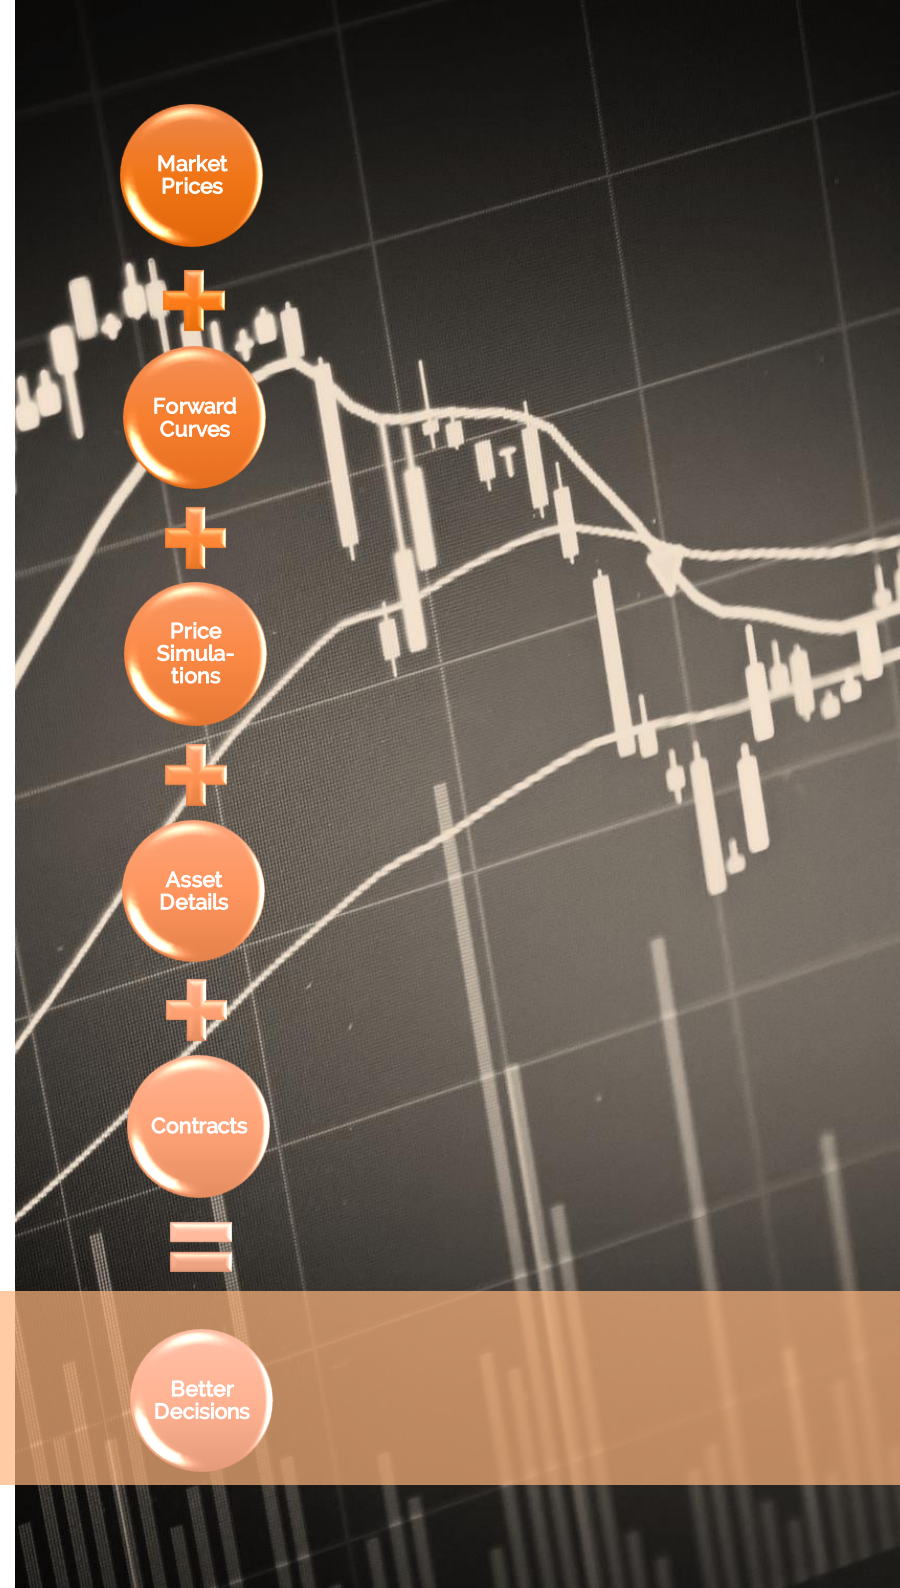 Market
Prices
+
Forward
Curves
+
Price
Simula-
tions
+
Asset
Details
+
Contracts
=
Better
Decisions